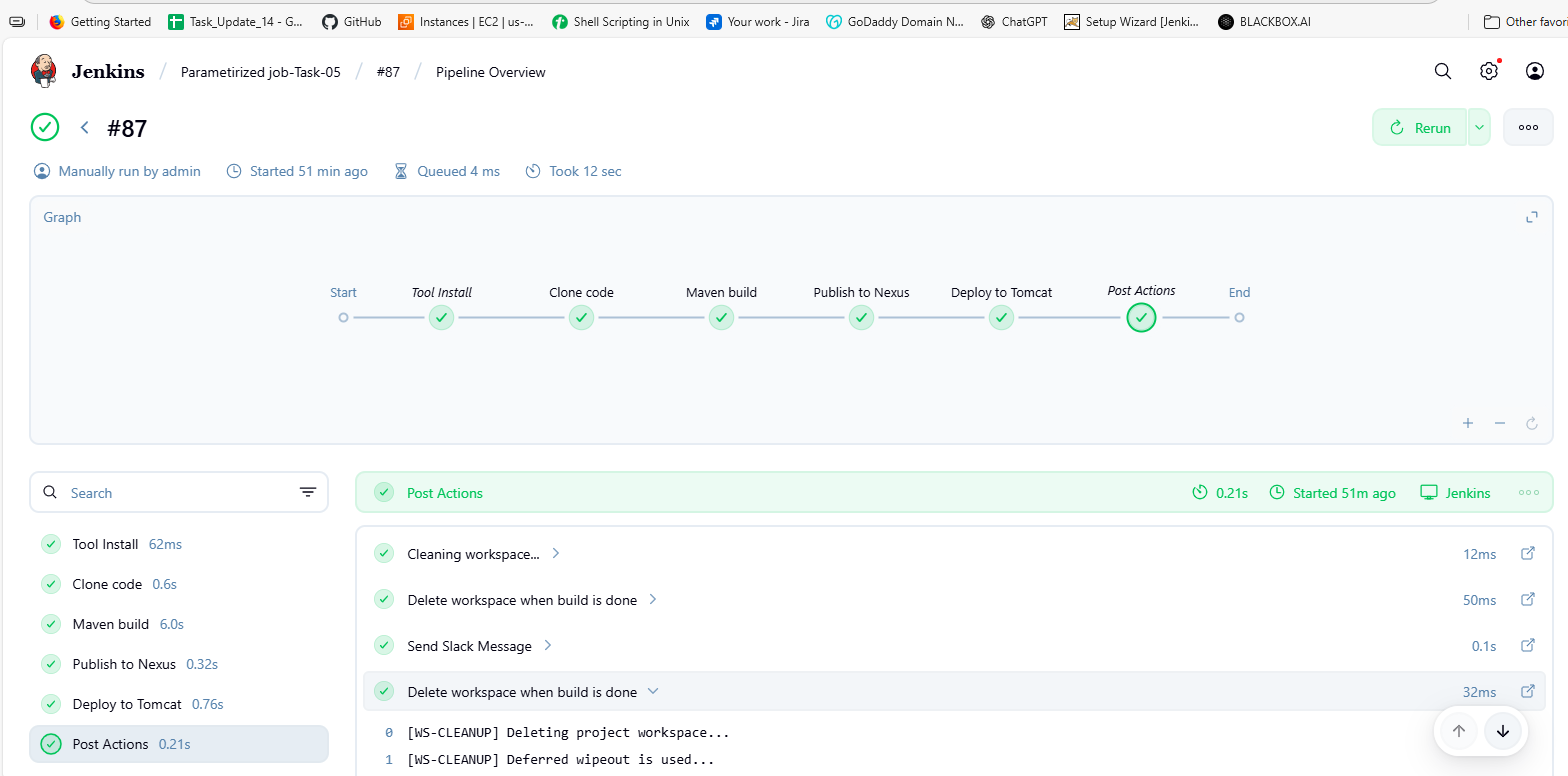 Getting Started Task_Update_14 - G... GitHub Instances | EC2 | us-... Shell Scripting in Unix Your work - Jira GoDaddy Domain N... ChatGPT Setup Wizard [Jenki... BLACKBOX.AI Other favori
Jenkins / Parametirized job-Task-05 / #87 / Pipeline Overview
#87
Rerun
Manually run by admin Started 51 min ago Queued 4 ms Took 12 sec
Graph
Start Tool Install Clone code Maven build Publish to Nexus Deploy to Tomcat Post Actions End
Search
Tool Install 62ms
Clone code 0.6s
Maven build 6.0s
Publish to Nexus 0.32s
Deploy to Tomcat 0.76s
Post Actions 0.21s
Post Actions 0.21s Started 51m ago Jenkins
Cleaning workspace... 12ms
Delete workspace when build is done 50ms
Send Slack Message 0.1s
Delete workspace when build is done 32ms
0 [WS-CLEANUP] Deleting project workspace...
1 [WS-CLEANUP] Deferred wipeout is used...